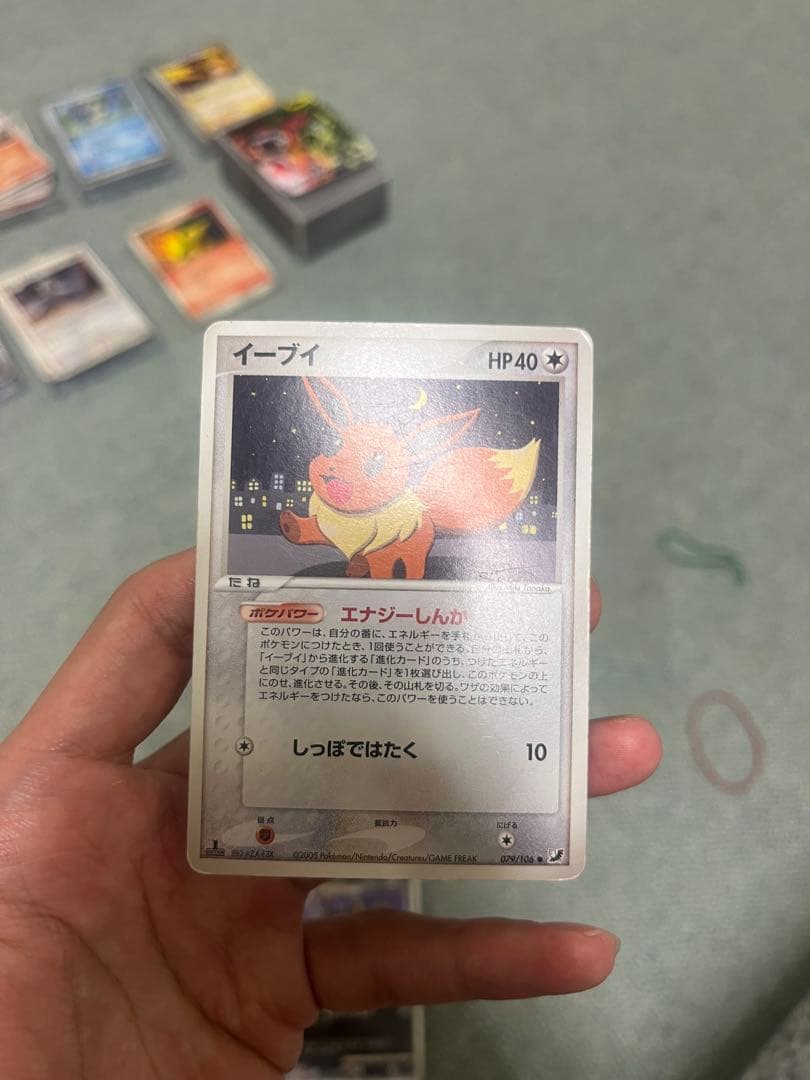 イーブイ
HP40
たね
ポケパワー エナジーしんか
このパワーは、自分の番に、エネルギーを手札から出して、この
ポケモンにつけたとき、1回使うことができる。自分の山札から、
「イーブイ」から進化する「進化カード」のうち、つけたエネルギー
と同じタイプの「進化カード」を1枚選び出し、このポケモンの上
にのせ、進化させる。その後、その山札を切る。ワザの効果によって
エネルギーをつけたなら、このパワーを使うことはできない。
しっぽではたく 10
弱点 抵抗力 にげる
©2005 Pokémon/Nintendo/Creatures/GAME FREAK 079/106